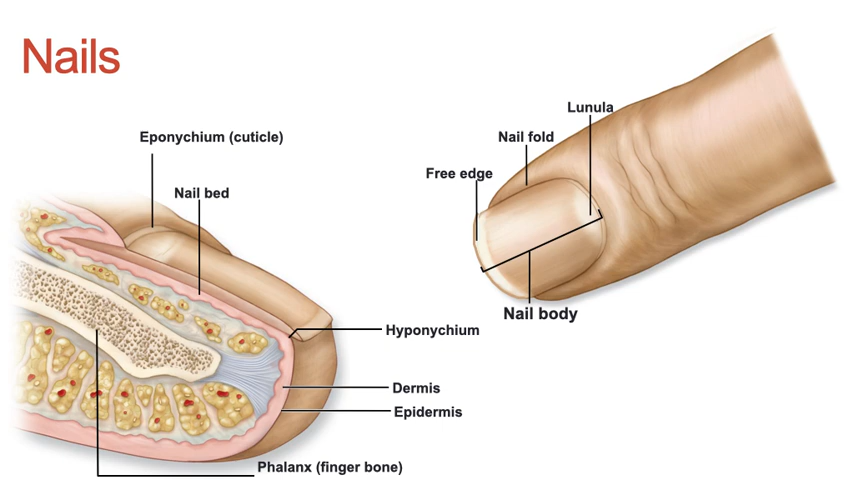 Nails
Eponychium (cuticle)
Nail bed
Hyponychium
Dermis
Epidermis
Phalanx (finger bone)
Lunula
Nail fold
Free edge
Nail body